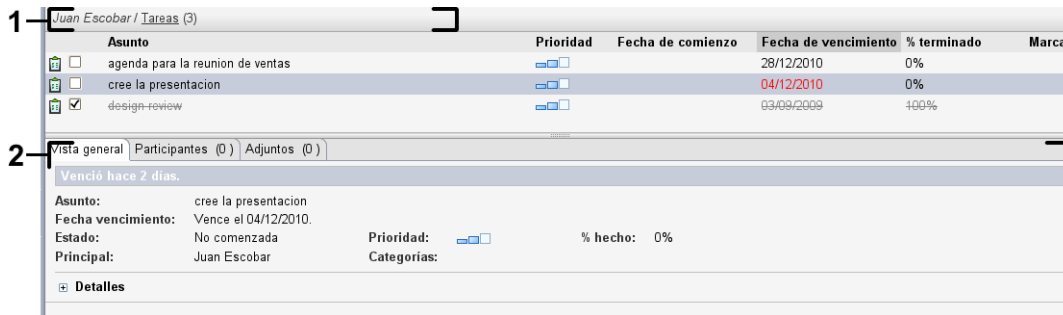 1 Juan Escobar / Tareas (3)
Asunto Prioridad Fecha de comienzo Fecha de vencimiento % terminado Marca
agenda para la reunion de ventas 28/12/2010 0%
cree la presentacion 04/12/2010 0%
design review 03/09/2009 100%
2 Vista general Participantes (0 ) Adjuntos (0 )
Venció hace 2 días.
Asunto: cree la presentacion
Fecha vencimiento: Vence el 04/12/2010.
Estado: No comenzada Prioridad: % hecho: 0%
Principal: Juan Escobar Categorías:
Detalles